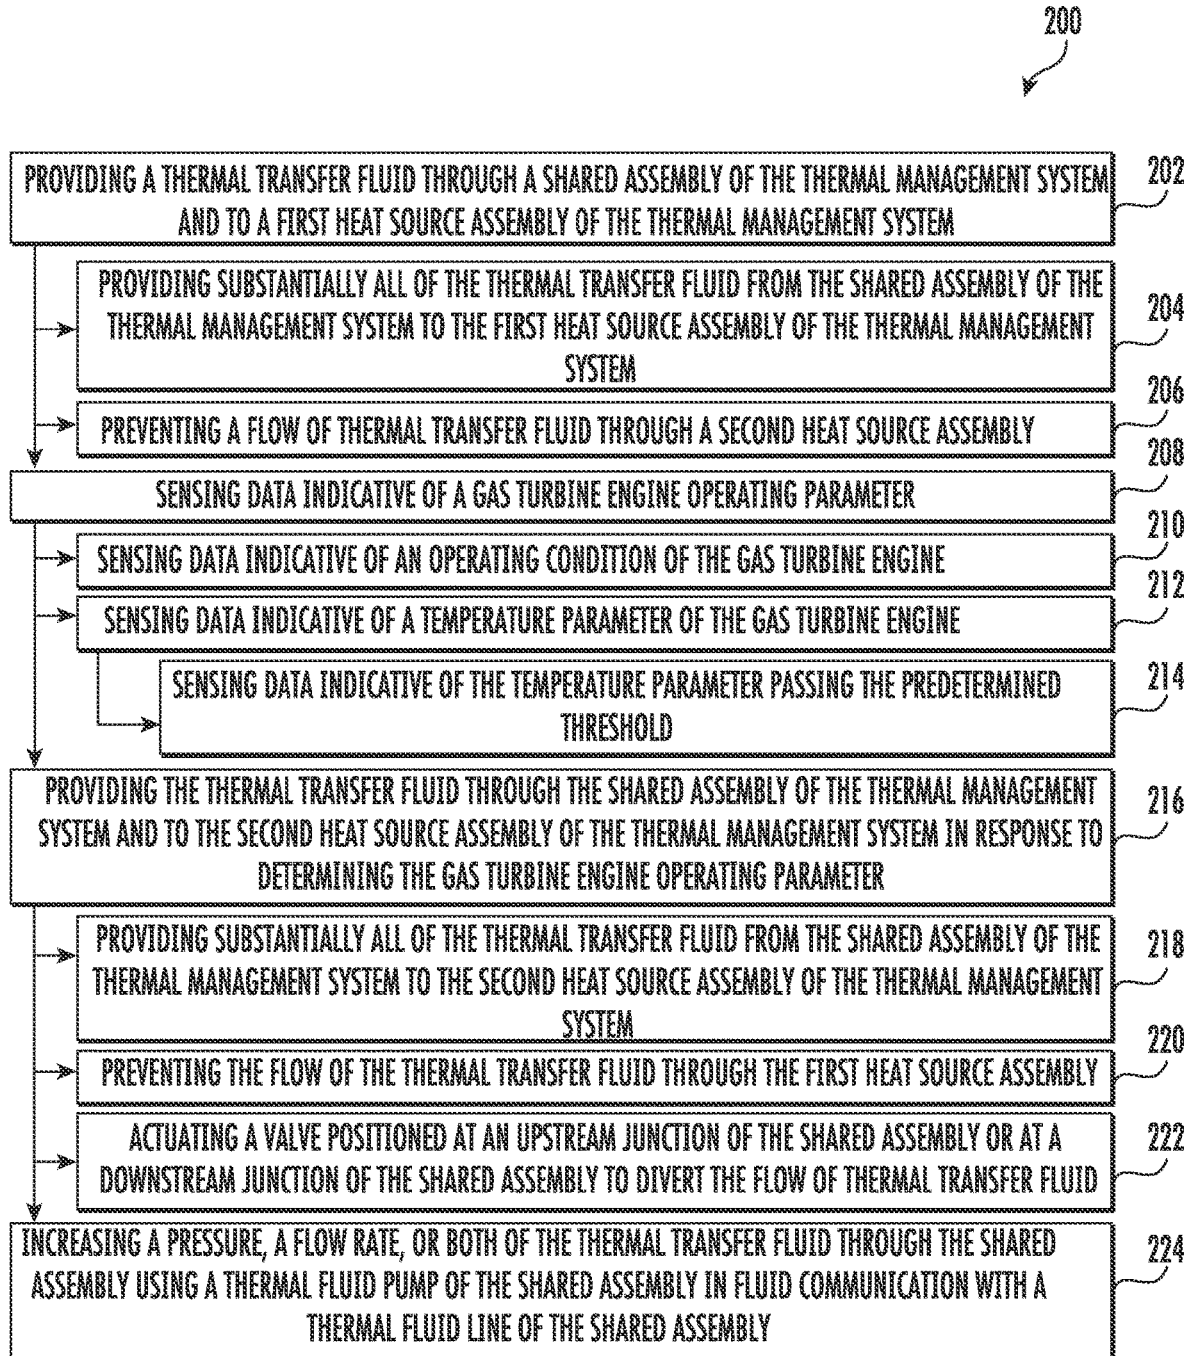 200
PROVIDING A THERMAL TRANSFER FLUID THROUGH A SHARED ASSEMBLY OF THE THERMAL MANAGEMENT SYSTEM
AND TO A FIRST HEAT SOURCE ASSEMBLY OF THE THERMAL MANAGEMENT SYSTEM
202
PROVIDING SUBSTANTIALLY ALL OF THE THERMAL TRANSFER FLUID FROM THE SHARED ASSEMBLY OF THE
THERMAL MANAGEMENT SYSTEM TO THE FIRST HEAT SOURCE ASSEMBLY OF THE THERMAL MANAGEMENT
SYSTEM
204
PREVENTING A FLOW OF THERMAL TRANSFER FLUID THROUGH A SECOND HEAT SOURCE ASSEMBLY
206
SENSING DATA INDICATIVE OF A GAS TURBINE ENGINE OPERATING PARAMETER
208
SENSING DATA INDICATIVE OF AN OPERATING CONDITION OF THE GAS TURBINE ENGINE
210
SENSING DATA INDICATIVE OF A TEMPERATURE PARAMETER OF THE GAS TURBINE ENGINE
212
SENSING DATA INDICATIVE OF THE TEMPERATURE PARAMETER PASSING THE PREDETERMINED
THRESHOLD
214
PROVIDING THE THERMAL TRANSFER FLUID THROUGH THE SHARED ASSEMBLY OF THE THERMAL MANAGEMENT
SYSTEM AND TO THE SECOND HEAT SOURCE ASSEMBLY OF THE THERMAL MANAGEMENT SYSTEM IN RESPONSE TO
DETERMINING THE GAS TURBINE ENGINE OPERATING PARAMETER
216
PROVIDING SUBSTANTIALLY ALL OF THE THERMAL TRANSFER FLUID FROM THE SHARED ASSEMBLY OF THE
THERMAL MANAGEMENT SYSTEM TO THE SECOND HEAT SOURCE ASSEMBLY OF THE THERMAL MANAGEMENT
SYSTEM
218
PREVENTING THE FLOW OF THE THERMAL TRANSFER FLUID THROUGH THE FIRST HEAT SOURCE ASSEMBLY
220
ACTUATING A VALVE POSITIONED AT AN UPSTREAM JUNCTION OF THE SHARED ASSEMBLY OR AT A
DOWNSTREAM JUNCTION OF THE SHARED ASSEMBLY TO DIVERT THE FLOW OF THERMAL TRANSFER FLUID
222
INCREASING A PRESSURE, A FLOW RATE, OR BOTH OF THE THERMAL TRANSFER FLUID THROUGH THE SHARED
ASSEMBLY USING A THERMAL FLUID PUMP OF THE SHARED ASSEMBLY IN FLUID COMMUNICATION WITH A
THERMAL FLUID LINE OF THE SHARED ASSEMBLY
224